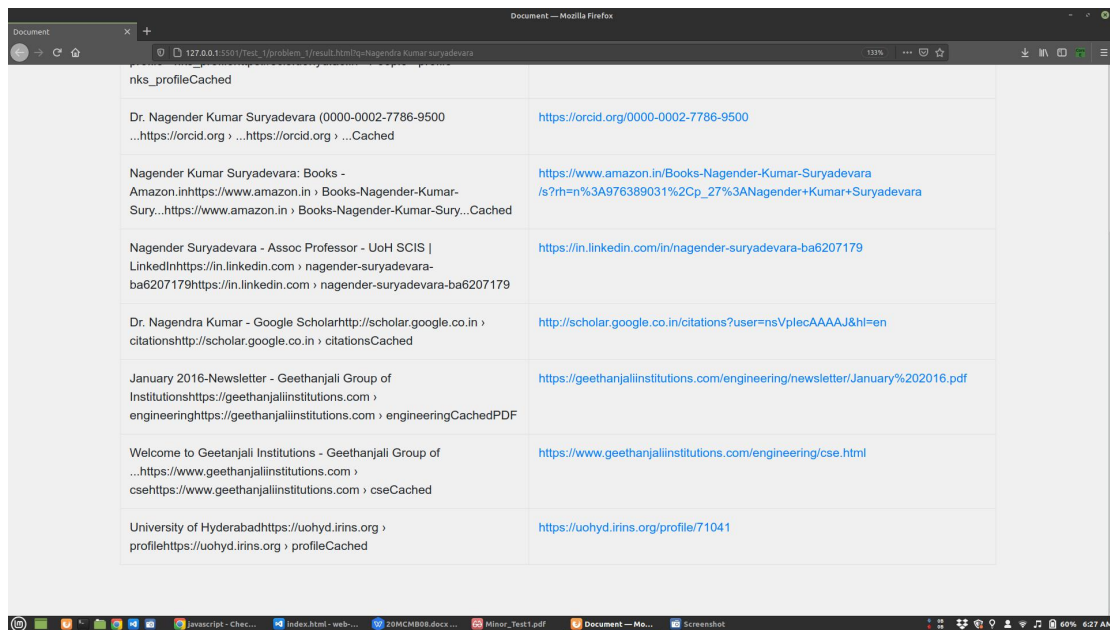 Document — Mozilla Firefox
Document
127.0.0.1:5501/Test_1/problem_1/result.html?q=Nagendra Kumar suryadevara
133%
nks_profileCached
Dr. Nagender Kumar Suryadevara (0000-0002-7786-9500
...https://orcid.org › ...https://orcid.org › ...Cached
https://orcid.org/0000-0002-7786-9500
Nagender Kumar Suryadevara: Books -
Amazon.inhttps://www.amazon.in › Books-Nagender-Kumar-
Sury...https://www.amazon.in › Books-Nagender-Kumar-Sury...Cached
https://www.amazon.in/Books-Nagender-Kumar-Suryadevara
/s?rh=n%3A976389031%2Cp_27%3ANagender+Kumar+Suryadevara
Nagender Suryadevara - Assoc Professor - UoH SCIS |
LinkedInhttps://in.linkedin.com › nagender-suryadevara-
ba6207179https://in.linkedin.com › nagender-suryadevara-ba6207179
https://in.linkedin.com/in/nagender-suryadevara-ba6207179
Dr. Nagendra Kumar - Google Scholarhttp://scholar.google.co.in ›
citationshttp://scholar.google.co.in › citationsCached
http://scholar.google.co.in/citations?user=nsVpIecAAAAJ&hl=en
January 2016-Newsletter - Geethanjali Group of
Institutionshttps://geethanjaliinstitutions.com ›
engineeringhttps://geethanjaliinstitutions.com › engineeringCachedPDF
https://geethanjaliinstitutions.com/engineering/newsletter/January%202016.pdf
Welcome to Geetanjali Institutions - Geethanjali Group of
...https://www.geethanjaliinstitutions.com ›
csehttps://www.geethanjaliinstitutions.com › cseCached
https://www.geethanjaliinstitutions.com/engineering/cse.html
University of Hyderabadhttps://uohyd.irins.org ›
profilehttps://uohyd.irins.org › profileCached
https://uohyd.irins.org/profile/71041
javascript - Chec...
index.html - web-...
20MCMB08.docx ...
Minor_Test1.pdf
Document — Mo...
Screenshot
60%
6:27 AM